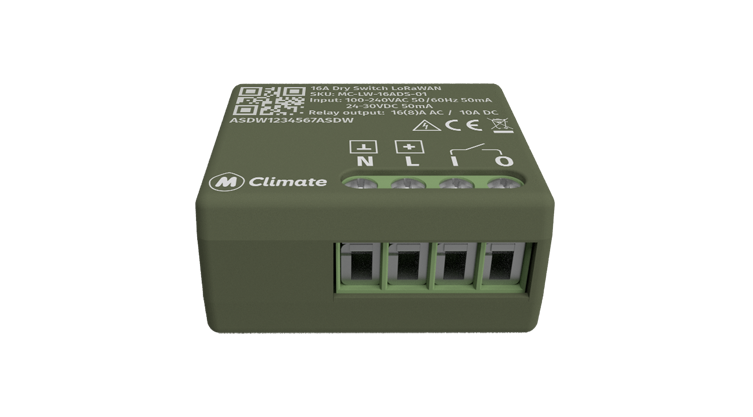 16A Dry Switch LoRaWAN
SKU: MC-LW-16ADS-01
Input: 100-240VAC 50/60Hz 50mA
24-30VDC 50mA
Relay output: 16(8)A AC / 10A DC
ASDW1234567ASDW
CE
N L I O
M Climate